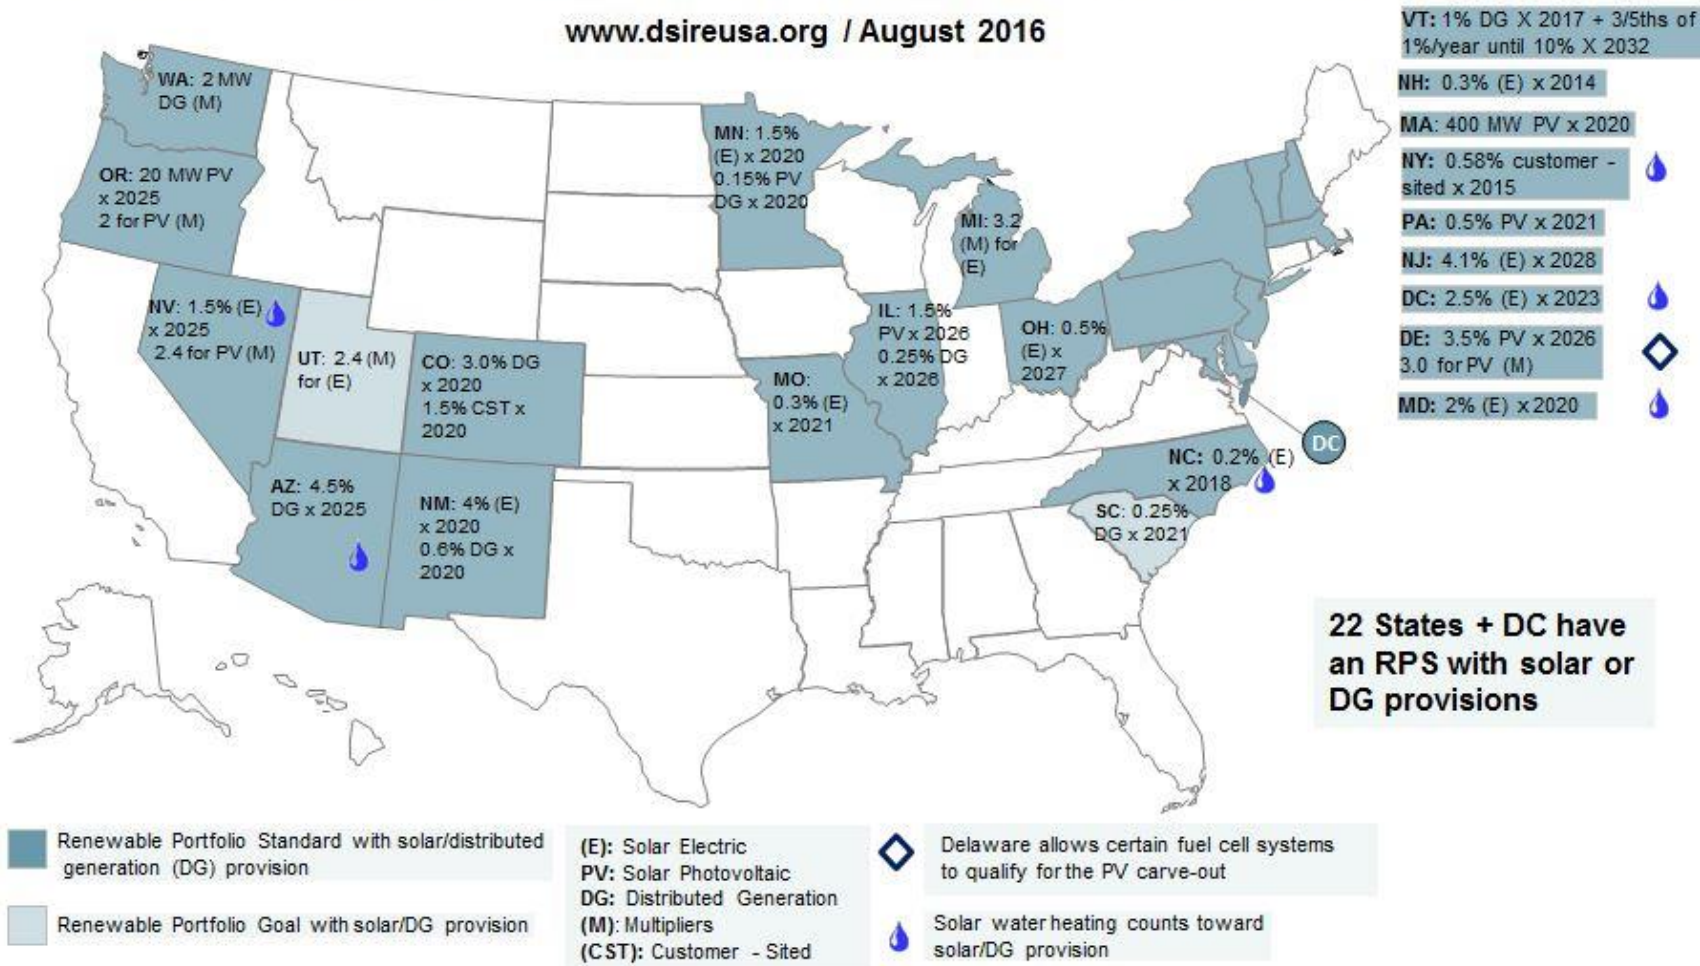 www.dsireusa.org / August 2016
VT: 1% DG X 2017 + 3/5ths of
1%/year until 10% X 2032
NH: 0.3% (E) x 2014
MA: 400 MW PV x 2020
NY: 0.58% customer -
sited x 2015
PA: 0.5% PV x 2021
NJ: 4.1% (E) x 2028
DC: 2.5% (E) x 2023
DE: 3.5% PV x 2026
3.0 for PV (M)
MD: 2% (E) x 2020
WA: 2 MW
DG (M)
OR: 20 MW PV
x 2025
2 for PV (M)
NV: 1.5% (E)
x 2025
2.4 for PV (M)
UT: 2.4 (M)
for (E)
CO: 3.0% DG
x 2020
1.5% CST x
2020
AZ: 4.5%
DG x 2025
NM: 4% (E)
x 2020
0.6% DG x
2020
MN: 1.5%
(E) x 2020
0.15% PV
DG x 2020
MO:
0.3% (E)
x 2021
IL: 1.5%
PV x 2026
0.25% DG
x 2026
MI: 3.2
(M) for
(E)
OH: 0.5%
(E) x
2027
DC
NC: 0.2% (E)
x 2018
SC: 0.25%
DG x 2021
22 States + DC have
an RPS with solar or
DG provisions
Renewable Portfolio Standard with solar/distributed
generation (DG) provision
Renewable Portfolio Goal with solar/DG provision
(E): Solar Electric
PV: Solar Photovoltaic
DG: Distributed Generation
(M): Multipliers
(CST): Customer - Sited
Delaware allows certain fuel cell systems
to qualify for the PV carve-out
Solar water heating counts toward
solar/DG provision